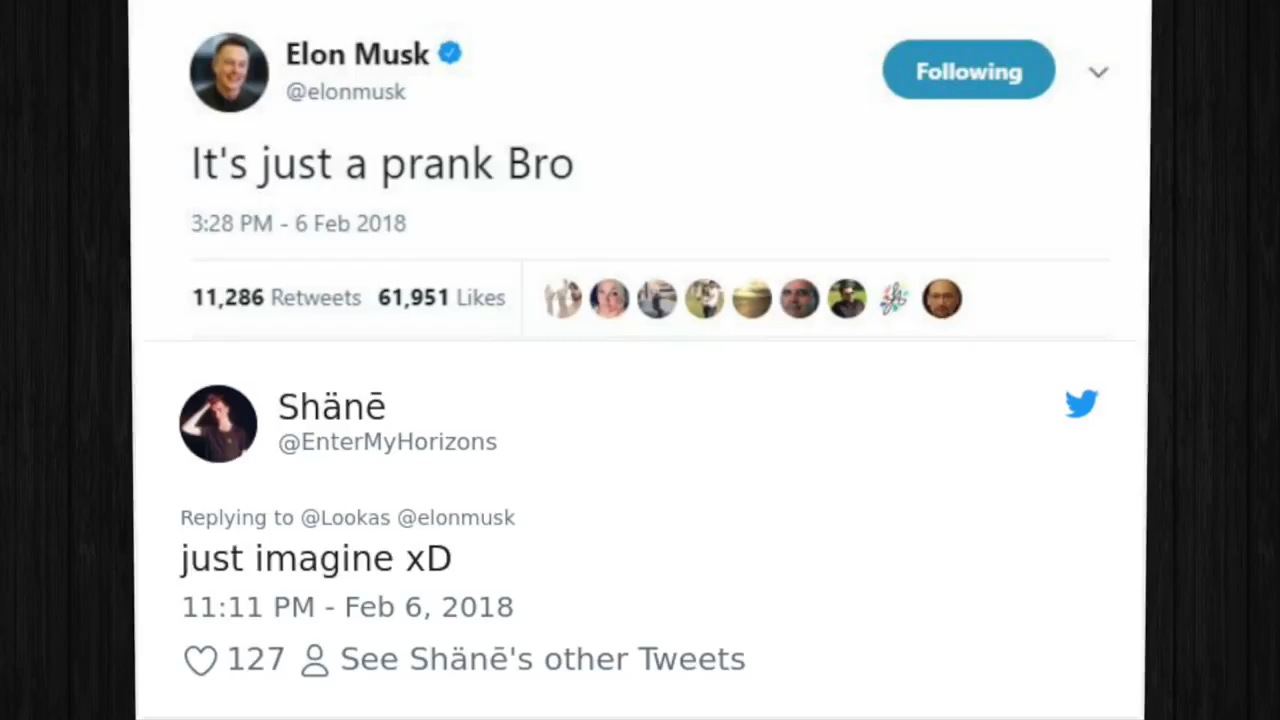 Elon Musk
@elonmusk
Following
It's just a prank Bro
3:28 PM - 6 Feb 2018
11,286 Retweets 61,951 Likes
Shänē
@EnterMyHorizons
Replying to @Lookas @elonmusk
just imagine xD
11:11 PM - Feb 6, 2018
127 See Shänē's other Tweets